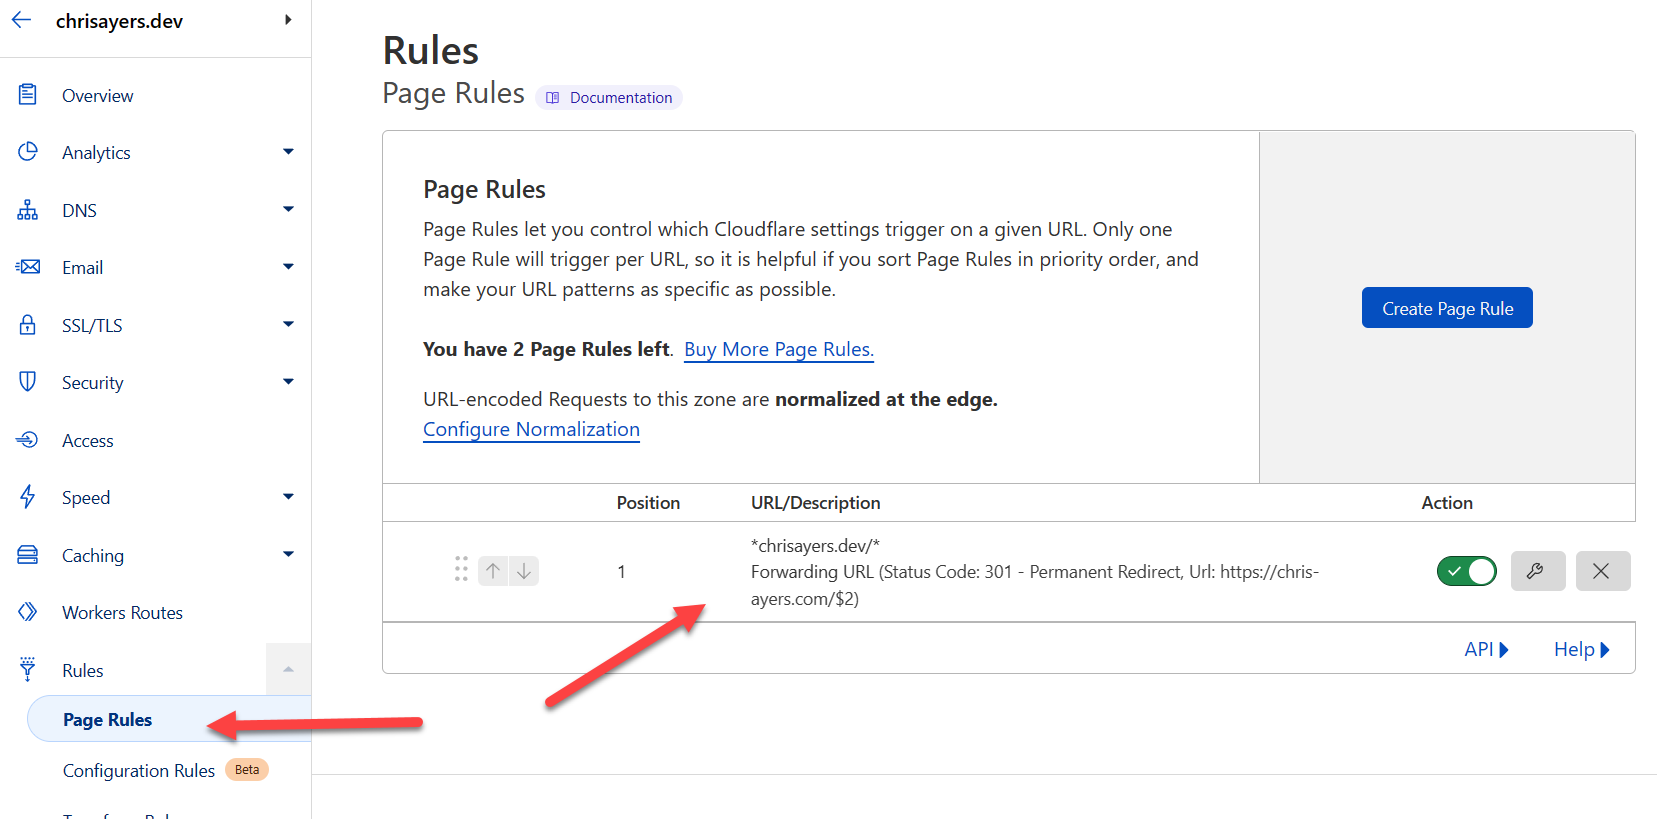 chrisayers.dev
Overview
Analytics
DNS
Email
SSL/TLS
Security
Access
Speed
Caching
Workers Routes
Rules
Page Rules
Configuration Rules Beta
Rules
Page Rules Documentation
Page Rules
Page Rules let you control which Cloudflare settings trigger on a given URL. Only one
Page Rule will trigger per URL, so it is helpful if you sort Page Rules in priority order, and
make your URL patterns as specific as possible.
You have 2 Page Rules left. Buy More Page Rules.
URL-encoded Requests to this zone are normalized at the edge.
Configure Normalization
Create Page Rule
Position URL/Description Action
*chrisayers.dev/*
1 Forwarding URL (Status Code: 301 - Permanent Redirect, Url: https://chris-
ayers.com/$2)
API Help